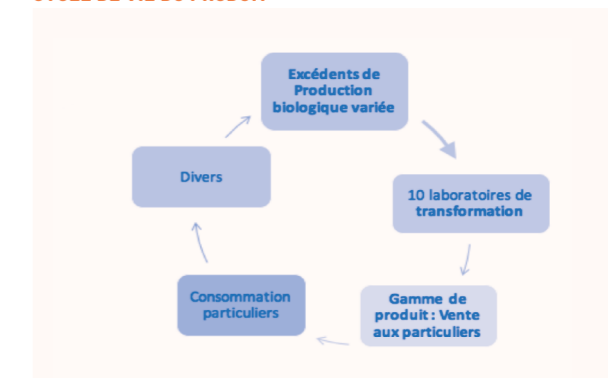 Excédents de
Production
biologique variée
10 laboratoires de
transformation
Gamme de
produit : Vente
aux particuliers
Consommation
particuliers
Divers